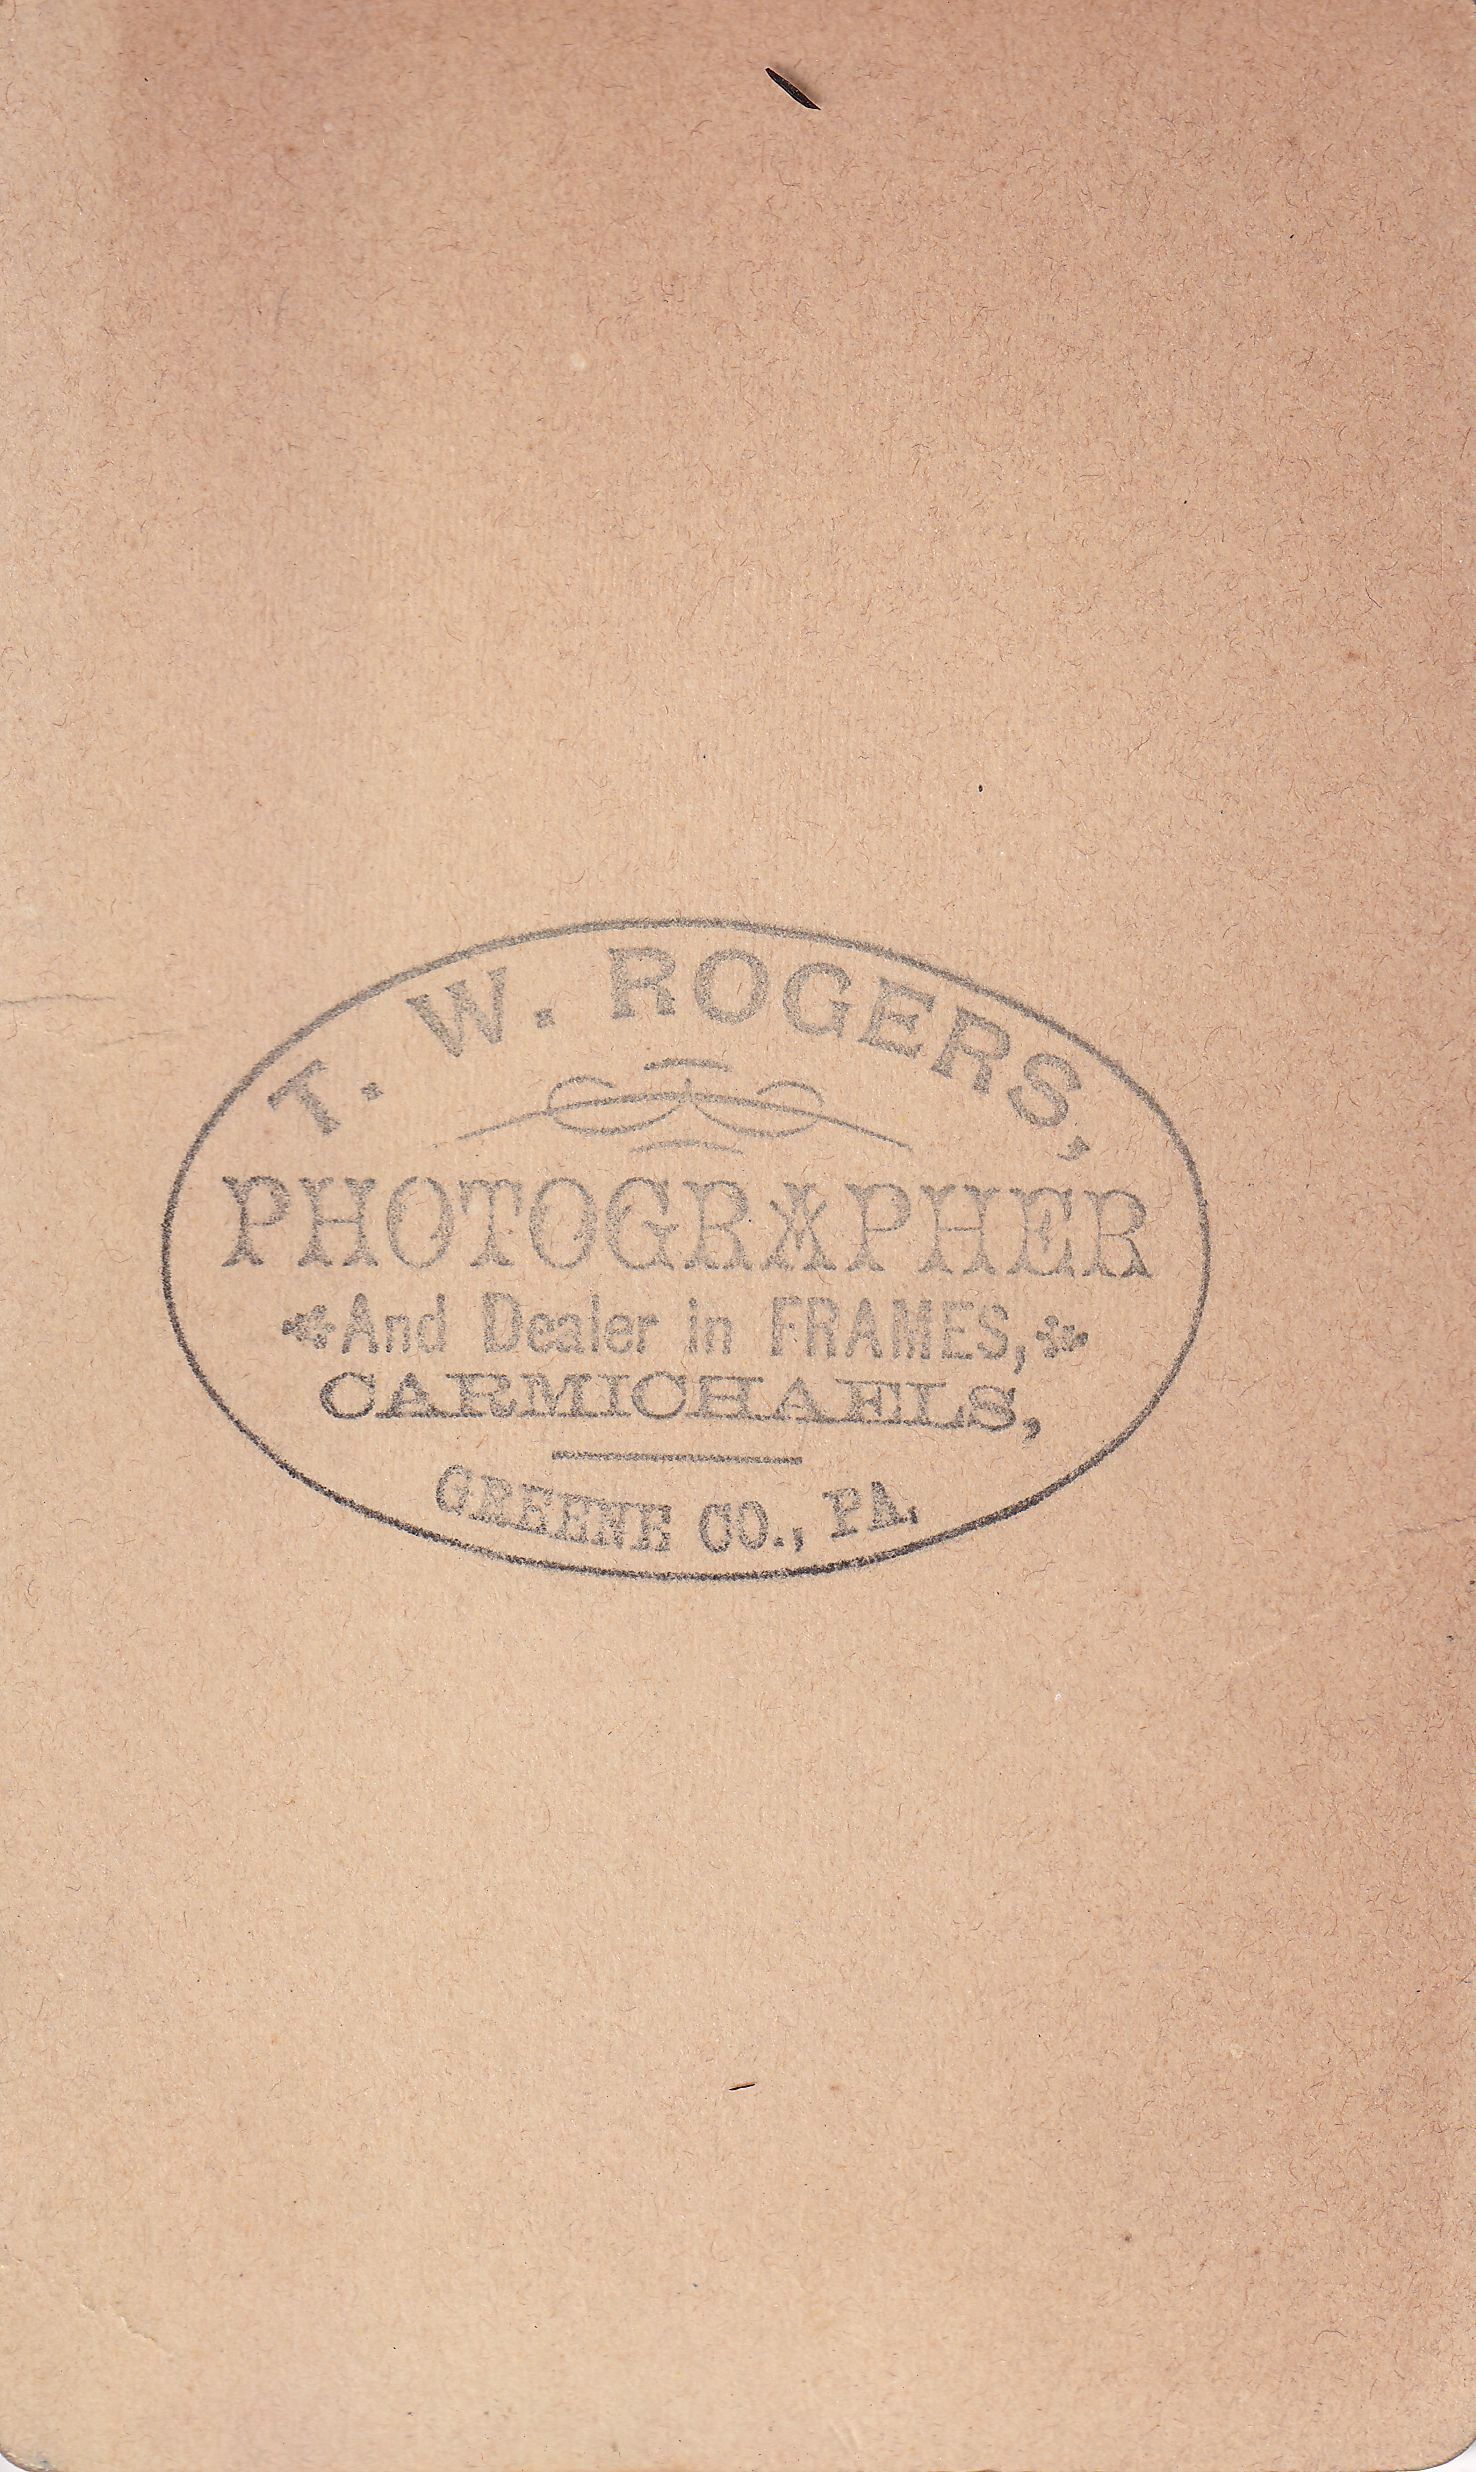 T. W. ROGERS,
PHOTOGRAPHER
And Dealer in FRAMES,
CARMICHAELS,
GREENE CO., PA.